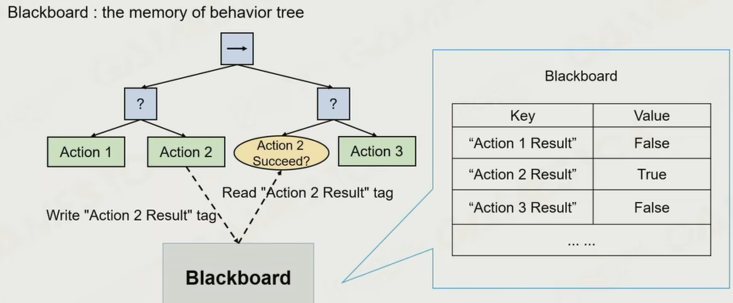 Blackboard : the memory of behavior tree
→
?
?
Action 1
Action 2
Action 2
Succeed?
Action 3
Read "Action 2 Result" tag
Write "Action 2 Result" tag
Blackboard
Blackboard
Key Value
“Action 1 Result” False
“Action 2 Result” True
“Action 3 Result” False
... ...